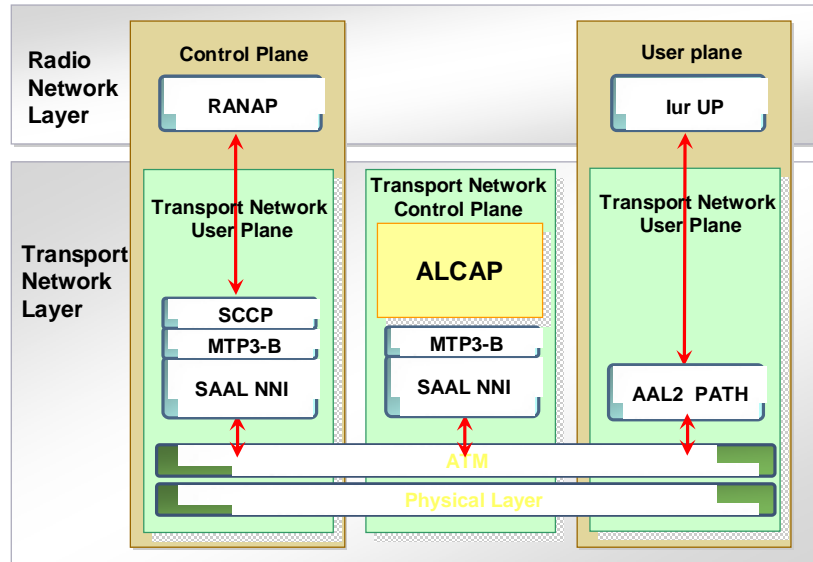 Radio
Network
Layer
Control Plane
RANAP
User plane
Iur UP
Transport
Network
Layer
Transport Network
User Plane
SCCP
MTP3-B
SAAL NNI
Transport Network
Control Plane
ALCAP
MTP3-B
SAAL NNI
Transport Network
User Plane
AAL2 PATH
ATM
Physical Layer